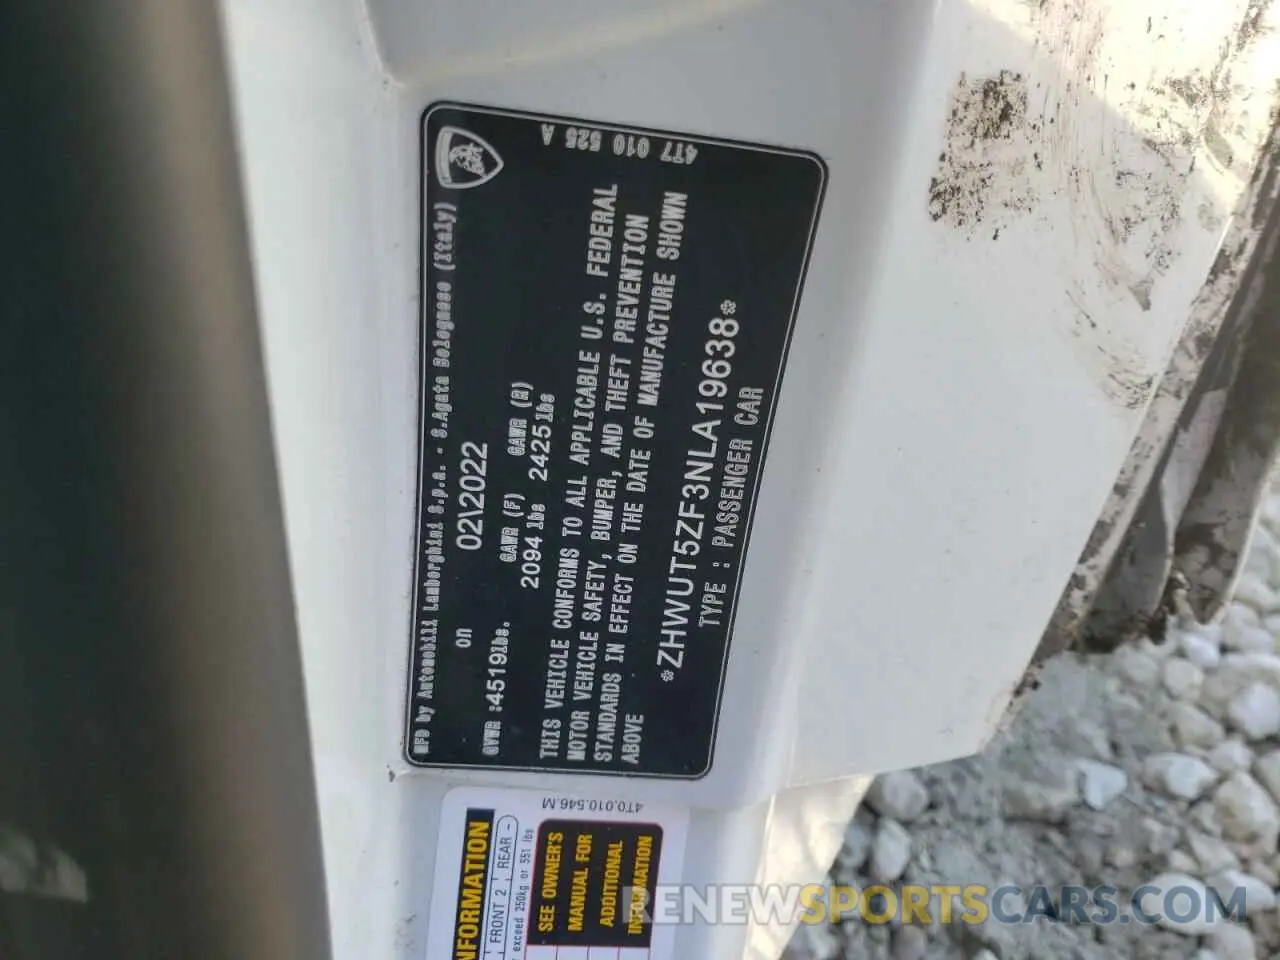 4T7 010 525 A
MFD by Automobili Lamborghini S.p.a. - S.Agata Bolognese (Italy)
on 02\2022
GAWR (F) GAWR (R)
GVWR :4519lbs. 2094 lbs 2425lbs
THIS VEHICLE CONFORMS TO ALL APPLICABLE U.S. FEDERAL
MOTOR VEHICLE SAFETY, BUMPER, AND THEFT PREVENTION
STANDARDS IN EFFECT ON THE DATE OF MANUFACTURE SHOWN
ABOVE
*ZHWUT5ZF3NLA19638*
TYPE : PASSENGER CAR
4T0.010.546.M
FRONT 2 REAR -
exceed 250kg or 551 lbs
SEE OWNER'S
MANUAL FOR
ADDITIONAL
INFORMATION
RENEWSPORTSCARS.COM